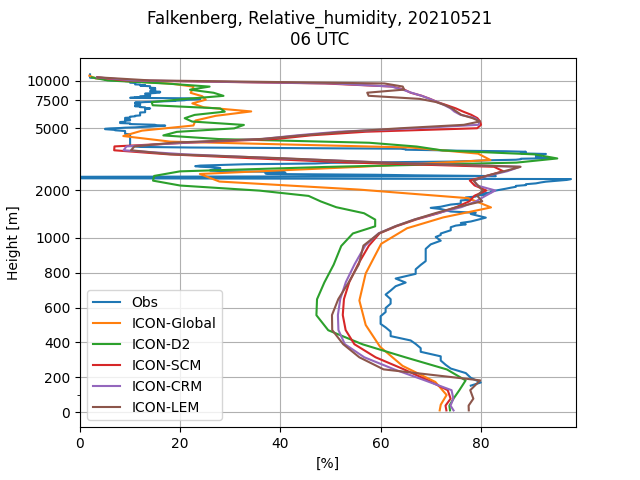 Falkenberg, Relative_humidity, 20210521
06 UTC
10000
7500
5000
2000
1000
800
600
400
200
0
Height [m]
Obs
ICON-Global
ICON-D2
ICON-SCM
ICON-CRM
ICON-LEM
0 20 40 60 80
[%]